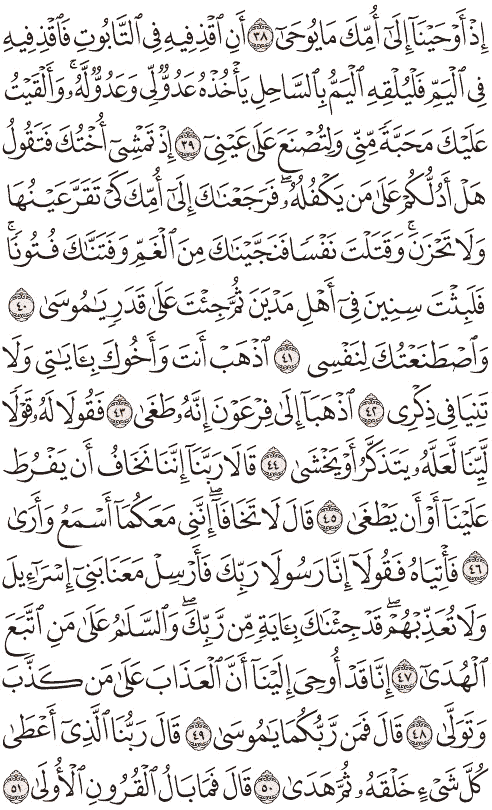 إِذْ أَوْحَيْنَآ إِلَىٰٓ أُمِّكَ مَا يُوحَىٰٓ ٣٨ أَنِ ٱقْذِفِيهِ فِى ٱلتَّابُوتِ فَٱقْذِفِيهِ
فِى ٱلْيَمِّ فَلْيُلْقِهِ ٱلْيَمُّ بِٱلسَّاحِلِ يَأْخُذْهُ عَدُوٌّ لِّى وَعَدُوٌّ لَّهُۥ ۚ وَأَلْقَيْتُ
عَلَيْكَ مَحَبَّةً مِّنِّى وَلِتُصْنَعَ عَلَىٰ عَيْنِىٓ ٣٩ إِذْ تَمْشِىٓ أُخْتُكَ فَتَقُولُ
هَلْ أَدُلُّكُمْ عَلَىٰ مَن يَكْفُلُهُۥ ۖ فَرَجَعْنَـٰكَ إِلَىٰٓ أُمِّكَ كَىْ تَقَرَّ عَيْنُهَا
وَلَا تَحْزَنَ ۚ وَقَتَلْتَ نَفْسًا فَنَجَّيْنَـٰكَ مِنَ ٱلْغَمِّ وَفَتَنَّـٰكَ فُتُونًا ۚ
فَلَبِثْتَ سِنِينَ فِىٓ أَهْلِ مَدْيَنَ ثُمَّ جِئْتَ عَلَىٰ قَدَرٍ يَـٰمُوسَىٰ ٤٠
وَٱصْطَنَعْتُكَ لِنَفْسِى ٤١ ٱذْهَبْ أَنتَ وَأَخُوكَ بِـَٔايَـٰتِى وَلَا
تَنِيَا فِى ذِكْرِى ٤٢ ٱذْهَبَآ إِلَىٰ فِرْعَوْنَ إِنَّهُۥ طَغَىٰ ٤٣ فَقُولَا لَهُۥ قَوْلًا
لَّيِّنًا لَّعَلَّهُۥ يَتَذَكَّرُ أَوْ يَخْشَىٰ ٤٤ قَالَا رَبَّنَآ إِنَّنَا نَخَافُ أَن يَفْرُطَ
عَلَيْنَآ أَوْ أَن يَطْغَىٰ ٤٥ قَالَ لَا تَخَافَآ ۖ إِنَّنِى مَعَكُمَآ أَسْمَعُ وَأَرَىٰ
٤٦ فَأْتِيَاهُ فَقُولَآ إِنَّا رَسُولَا رَبِّكَ فَأَرْسِلْ مَعَنَا بَنِىٓ إِسْرَٰٓءِيلَ
وَلَا تُعَذِّبْهُمْ ۖ قَدْ جِئْنَـٰكَ بِـَٔايَةٍ مِّن رَّبِّكَ ۖ وَٱلسَّلَـٰمُ عَلَىٰ مَنِ ٱتَّبَعَ
ٱلْهُدَىٰٓ ٤٧ إِنَّا قَدْ أُوحِىَ إِلَيْنَآ أَنَّ ٱلْعَذَابَ عَلَىٰ مَن كَذَّبَ
وَتَوَلَّىٰ ٤٨ قَالَ فَمَن رَّبُّكُمَا يَـٰمُوسَىٰ ٤٩ قَالَ رَبُّنَا ٱلَّذِىٓ أَعْطَىٰ
كُلَّ شَىْءٍ خَلْقَهُۥ ثُمَّ هَدَىٰ ٥٠ قَالَ فَمَا بَالُ ٱلْقُرُونِ ٱلْأُولَىٰ ٥١